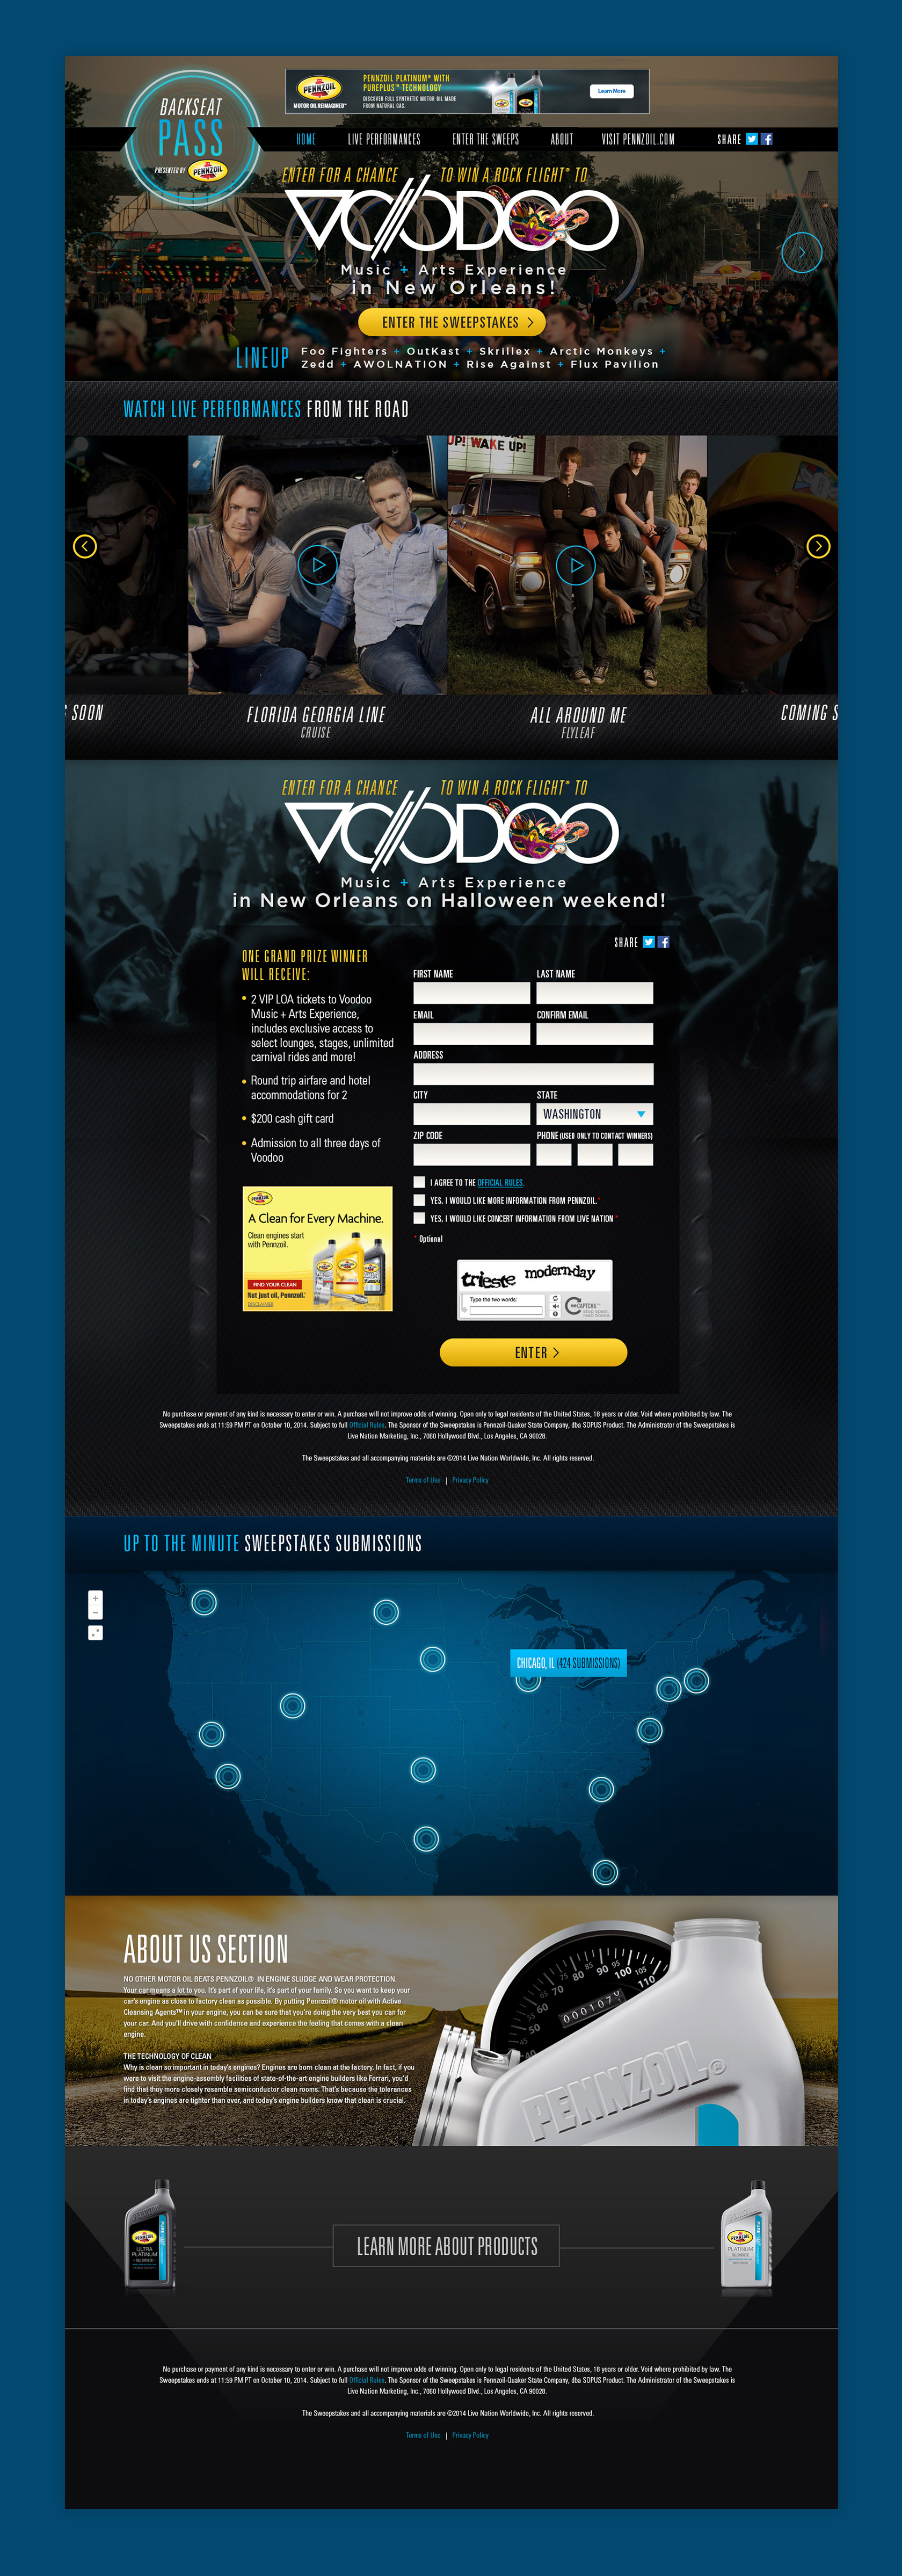 PENNZOIL
MOTOR OIL REIMAGINED™
PENNZOIL PLATINUM® WITH
PUREPLUS™ TECHNOLOGY
DISCOVER FULL SYNTHETIC MOTOR OIL MADE
FROM NATURAL GAS.
Learn More
BACKSEAT
PASS
PRESENTED BY PENNZOIL
HOME LIVE PERFORMANCES ENTER THE SWEEPS ABOUT VISIT PENNZOIL.COM SHARE
ENTER FOR A CHANCE TO WIN A ROCK FLIGHT® TO
VOODOO
Music + Arts Experience
in New Orleans!
ENTER THE SWEEPSTAKES
LINEUP
Foo Fighters + OutKast + Skrillex + Arctic Monkeys +
Zedd + AWOLNATION + Rise Against + Flux Pavilion
WATCH LIVE PERFORMANCES FROM THE ROAD
UP! WAKE UP!
SOON
FLORIDA GEORGIA LINE
CRUISE
ALL AROUND ME
FLYLEAF
COMING S
ENTER FOR A CHANCE TO WIN A ROCK FLIGHT® TO
VOODOO
Music + Arts Experience
in New Orleans on Halloween weekend!
SHARE
ONE GRAND PRIZE WINNER
WILL RECEIVE:
• 2 VIP LOA tickets to Voodoo
Music + Arts Experience,
includes exclusive access to
select lounges, stages, unlimited
carnival rides and more!
• Round trip airfare and hotel
accommodations for 2
• $200 cash gift card
• Admission to all three days of
Voodoo
PENNZOIL
A Clean for Every Machine.
Clean engines start
with Pennzoil.
FIND YOUR CLEAN
Not just oil, Pennzoil.
DISCLAIMER
FIRST NAME LAST NAME
EMAIL CONFIRM EMAIL
ADDRESS
CITY STATE
WASHINGTON
ZIP CODE PHONE (USED ONLY TO CONTACT WINNERS)
I AGREE TO THE OFFICIAL RULES.
YES, I WOULD LIKE MORE INFORMATION FROM PENNZOIL.*
YES, I WOULD LIKE CONCERT INFORMATION FROM LIVE NATION *
* Optional
trieste modern-day
Type the two words:
reCAPTCHA™
stop spam.
read books.
ENTER
No purchase or payment of any kind is necessary to enter or win. A purchase will not improve odds of winning. Open only to legal residents of the United States, 18 years or older. Void where prohibited by law. The
Sweepstakes ends at 11:59 PM PT on October 10, 2014. Subject to full Official Rules. The Sponsor of the Sweepstakes is Pennzoil-Quaker State Company, dba SOPUS Product. The Administrator of the Sweepstakes is
Live Nation Marketing, Inc., 7060 Hollywood Blvd., Los Angeles, CA 90028.
The Sweepstakes and all accompanying materials are ©2014 Live Nation Worldwide, Inc. All rights reserved.
Terms of Use | Privacy Policy
UP TO THE MINUTE SWEEPSTAKES SUBMISSIONS
CHICAGO, IL (424 SUBMISSIONS)
ABOUT US SECTION
NO OTHER MOTOR OIL BEATS PENNZOIL® IN ENGINE SLUDGE AND WEAR PROTECTION.
Your car means a lot to you. It's part of your life, it's part of your family. So you want to keep your
car's engine as close to factory clean as possible. By putting Pennzoil® motor oil with Active
Cleansing Agents™ in your engine, you can be sure that you're doing the very best you can for
your car. And you'll drive with confidence and experience the feeling that comes with a clean
engine.
THE TECHNOLOGY OF CLEAN
Why is clean so important in today's engines? Engines are born clean at the factory. In fact, if you
were to visit the engine-assembly facilities of state-of-the-art engine builders like Ferrari, you'd
find that they more closely resemble semiconductor clean rooms. That's because the tolerances
in today's engines are tighter than ever, and today's engine builders know that clean is crucial.
40 50 55 60 65 70 75 80 85 90 95 100 105 110
PENNZOIL®
PENNZOIL
ULTRA
PLATINUM
LEARN MORE ABOUT PRODUCTS
PENNZOIL
PLATINUM
No purchase or payment of any kind is necessary to enter or win. A purchase will not improve odds of winning. Open only to legal residents of the United States, 18 years or older. Void where prohibited by law. The
Sweepstakes ends at 11:59 PM PT on October 10, 2014. Subject to full Official Rules. The Sponsor of the Sweepstakes is Pennzoil-Quaker State Company, dba SOPUS Product. The Administrator of the Sweepstakes is
Live Nation Marketing, Inc., 7060 Hollywood Blvd., Los Angeles, CA 90028.
The Sweepstakes and all accompanying materials are ©2014 Live Nation Worldwide, Inc. All rights reserved.
Terms of Use | Privacy Policy